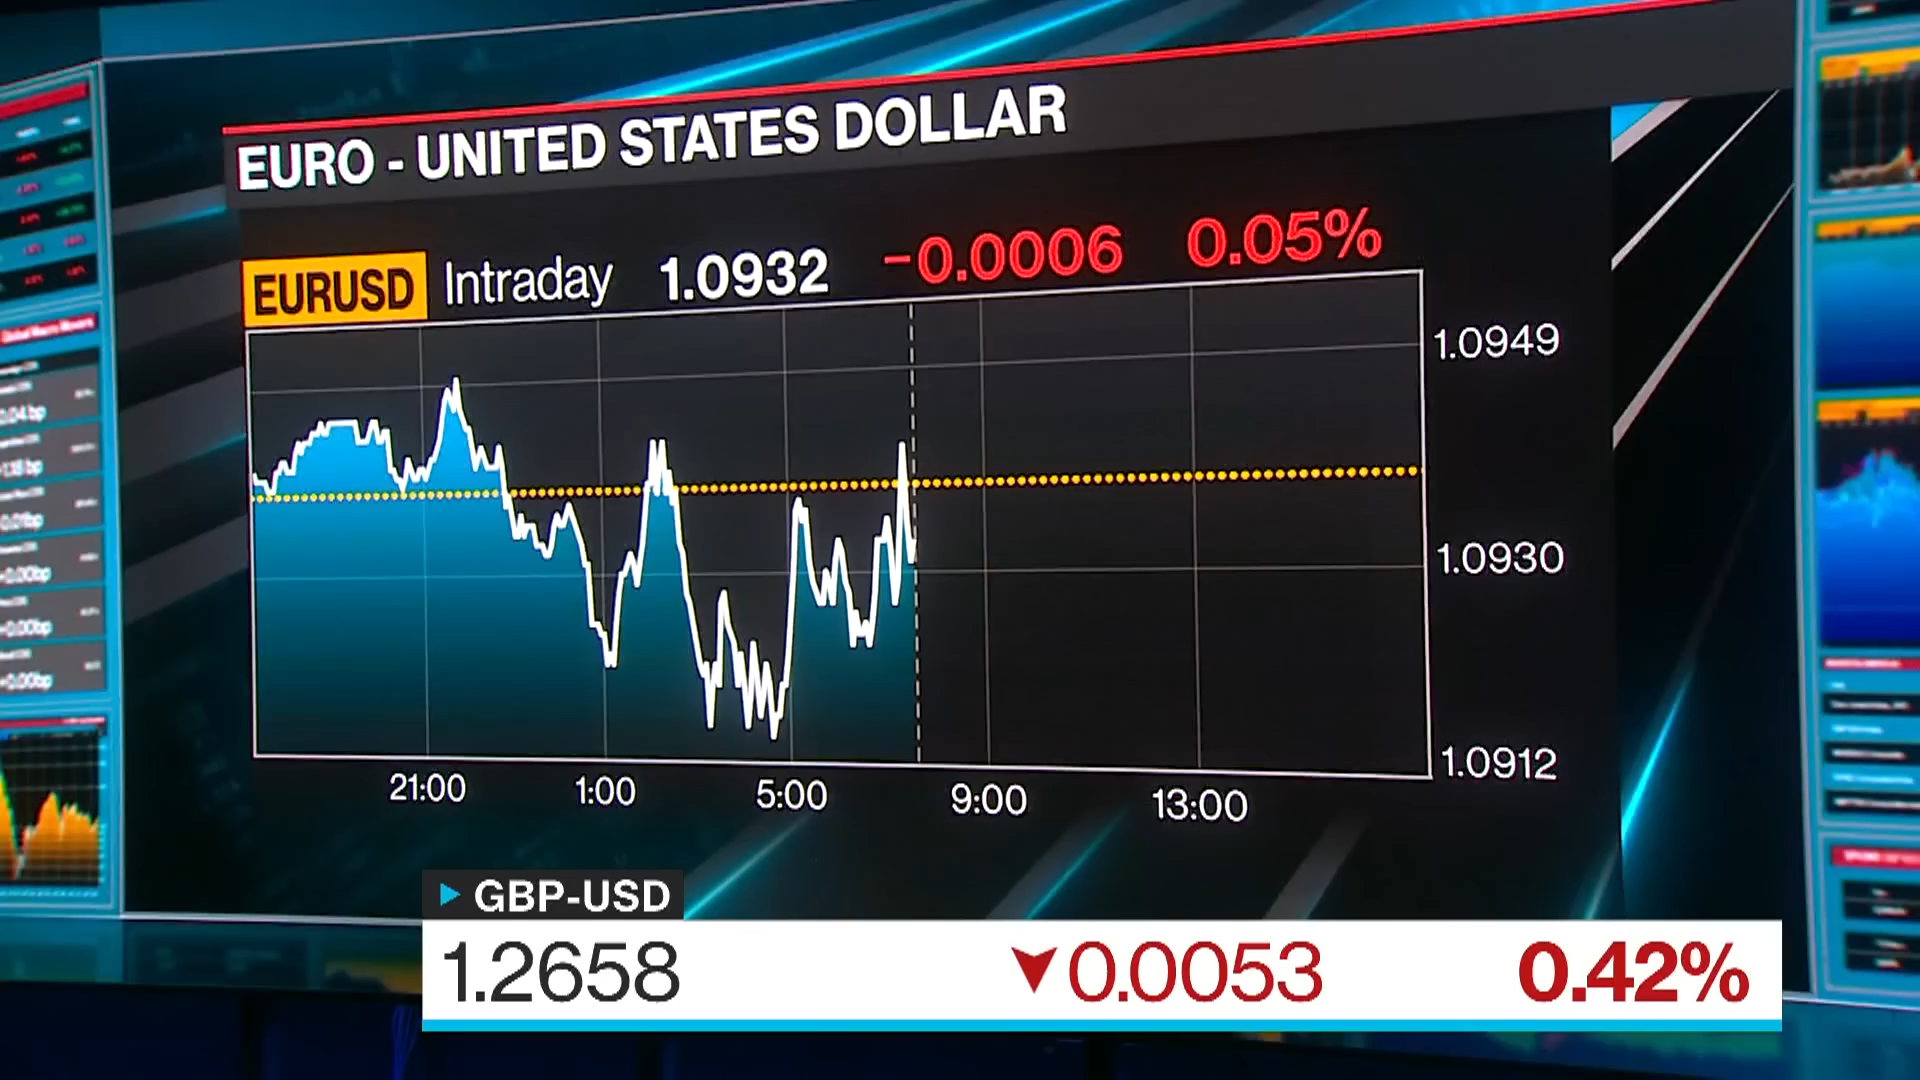 EURO - UNITED STATES DOLLAR
EURUSD Intraday 1.0932 -0.0006 0.05%
1.0949
1.0930
1.0912
21:00 1:00 5:00 9:00 13:00
GBP-USD
1.2658 0.0053 0.42%